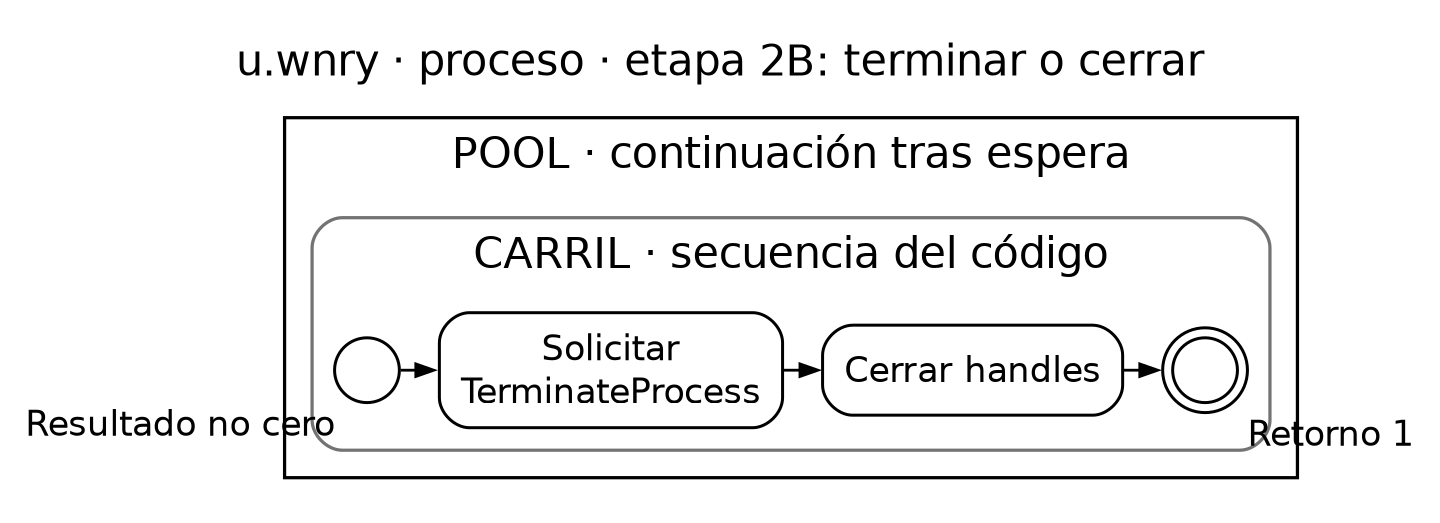 u.wnry · proceso · etapa 2B: terminar o cerrar
POOL · continuación tras espera
CARRIL · secuencia del código
Solicitar
TerminateProcess
Cerrar handles
Resultado no cero
Retorno 1